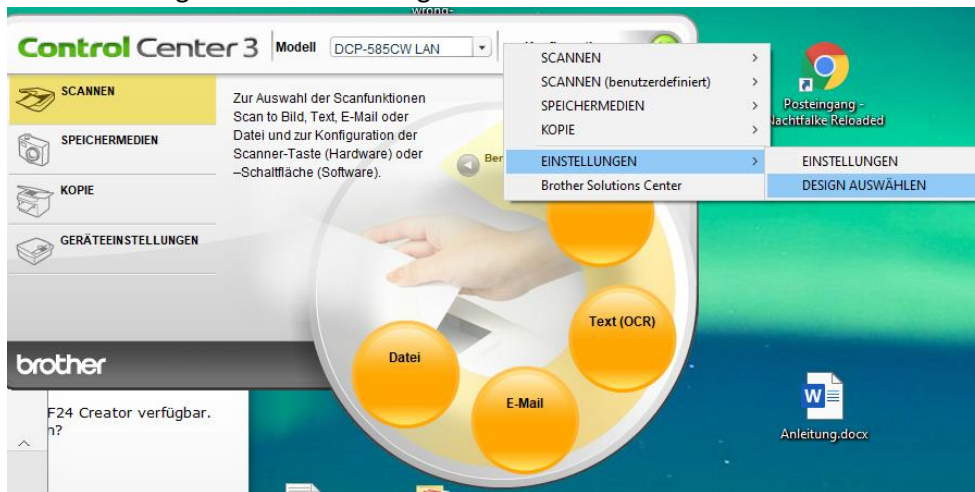 wrong-
Control Center 3
Modell
DCP-585CW LAN
SCANNEN
SPEICHERMEDIEN
KOPIE
GERÄTEEINSTELLUNGEN
Zur Auswahl der Scanfunktionen
Scan to Bild, Text, E-Mail oder
Datei und zur Konfiguration der
Scanner-Taste (Hardware) oder
–Schaltfläche (Software).
Ber
SCANNEN
SCANNEN (benutzerdefiniert)
SPEICHERMEDIEN
KOPIE
EINSTELLUNGEN
Brother Solutions Center
EINSTELLUNGEN
DESIGN AUSWÄHLEN
Text (OCR)
Datei
E-Mail
brother
F24 Creator verfügbar.
n?
Posteingang -
Nachtfalke Reloaded
W
Anleitung.docx